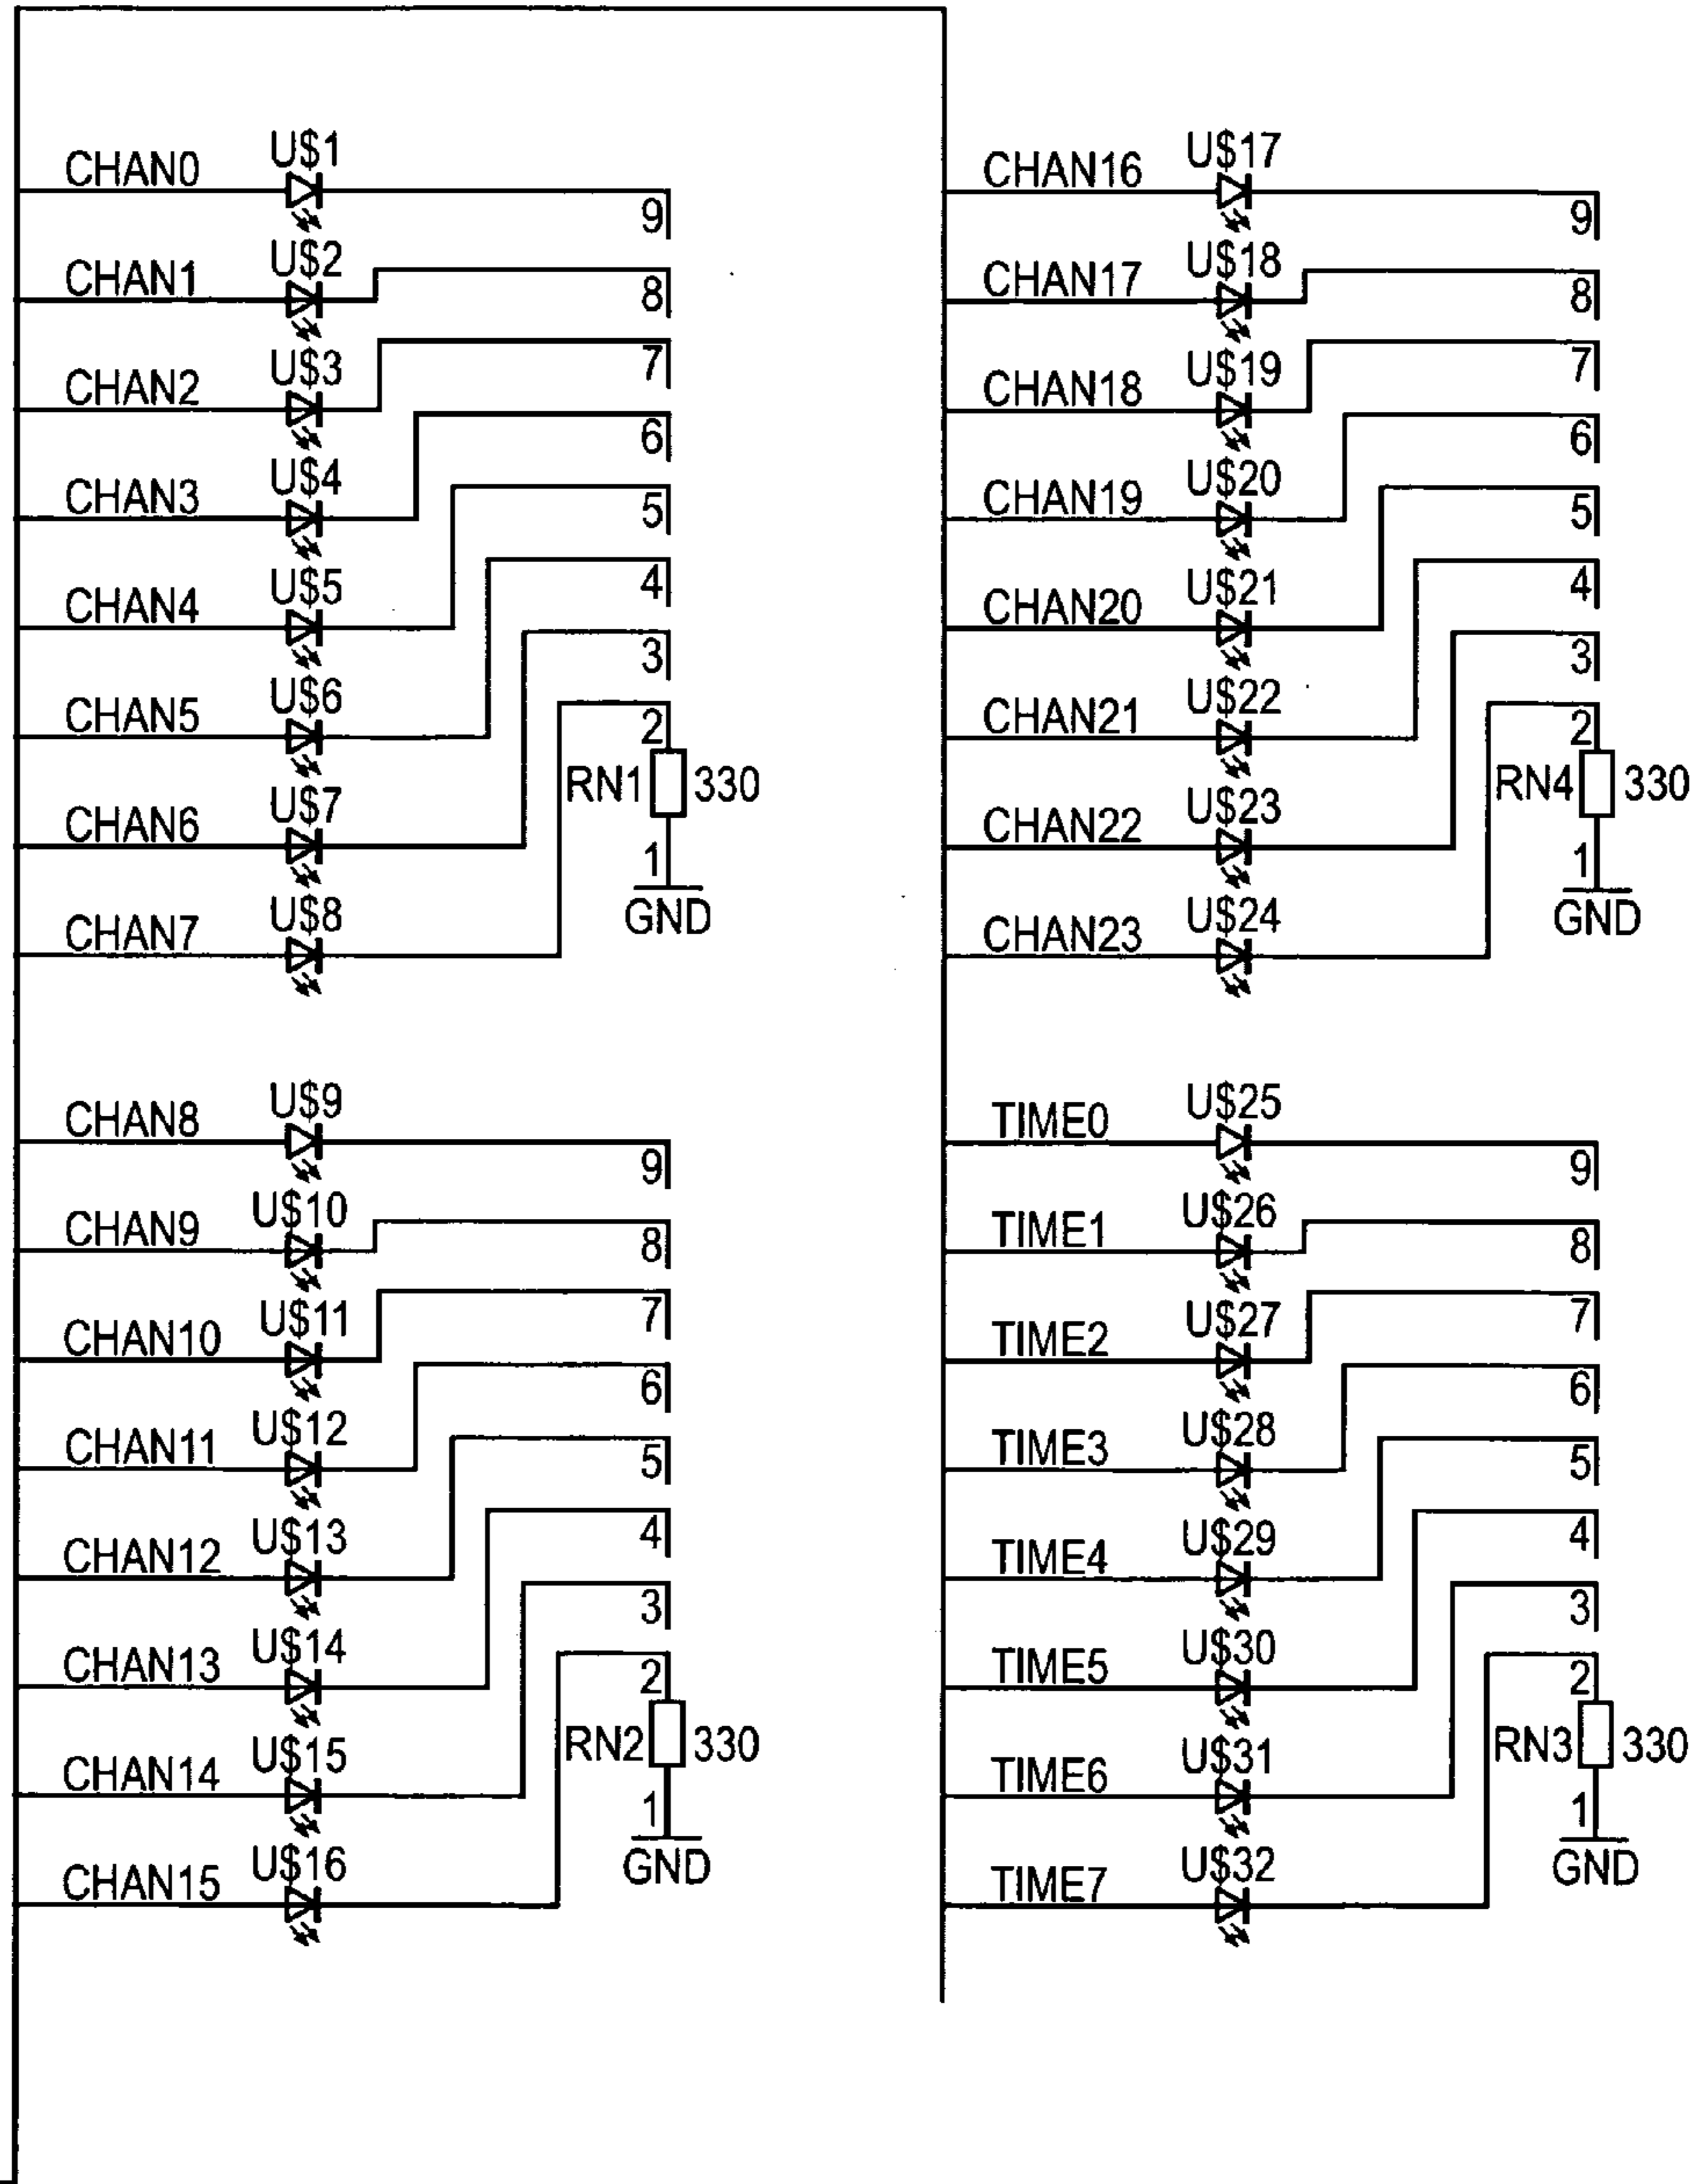 CHAN0 U$1 9
CHAN1 U$2 8
CHAN2 U$3 7
CHAN3 U$4 6
CHAN4 U$5 5
CHAN5 U$6 4
CHAN6 U$7 3
CHAN7 U$8 2
RN1 330
1
GND
CHAN8 U$9 9
CHAN9 U$10 8
CHAN10 U$11 7
CHAN11 U$12 6
CHAN12 U$13 5
CHAN13 U$14 4
CHAN14 U$15 3
CHAN15 U$16 2
RN2 330
1
GND
CHAN16 U$17 9
CHAN17 U$18 8
CHAN18 U$19 7
CHAN19 U$20 6
CHAN20 U$21 5
CHAN21 U$22 4
CHAN22 U$23 3
CHAN23 U$24 2
RN4 330
1
GND
TIME0 U$25 9
TIME1 U$26 8
TIME2 U$27 7
TIME3 U$28 6
TIME4 U$29 5
TIME5 U$30 4
TIME6 U$31 3
TIME7 U$32 2
RN3 330
1
GND